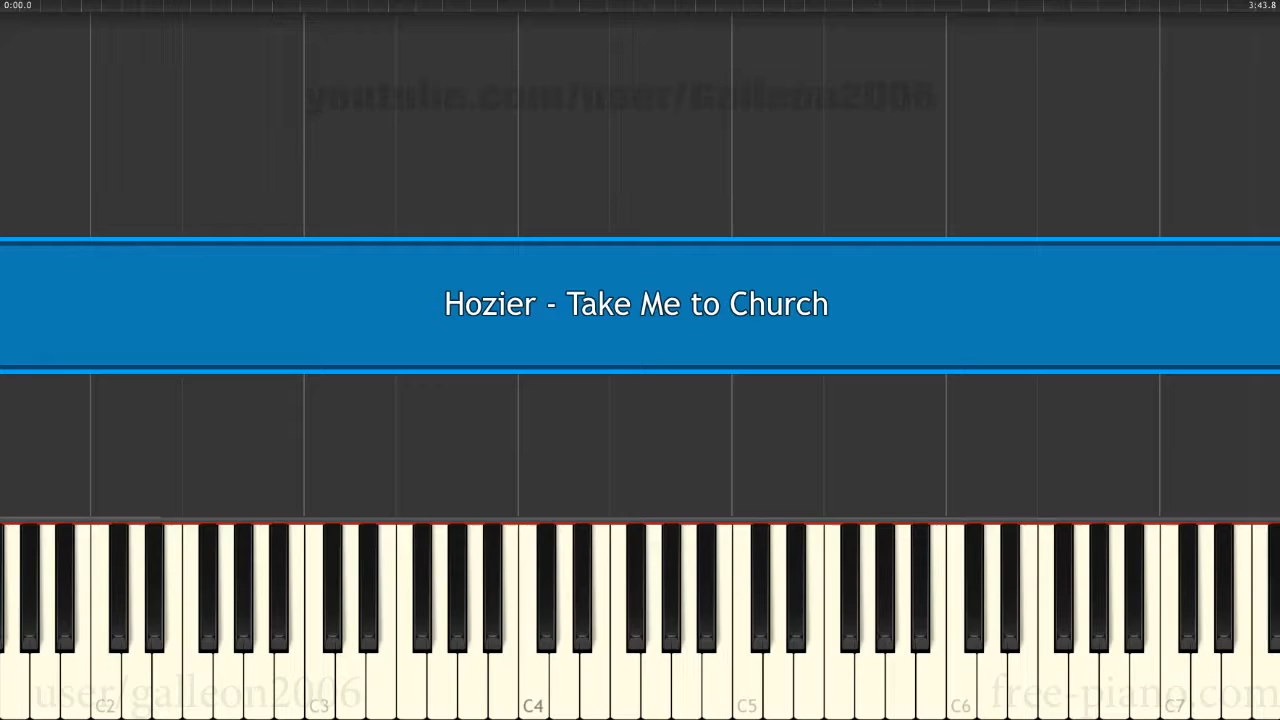 0:00.0 3:43.8
youtube.com/user/Galleon2006
Hozier - Take Me to Church
C2 C3 C4 C5 C6 C7
user/galleon2006 free-piano.com